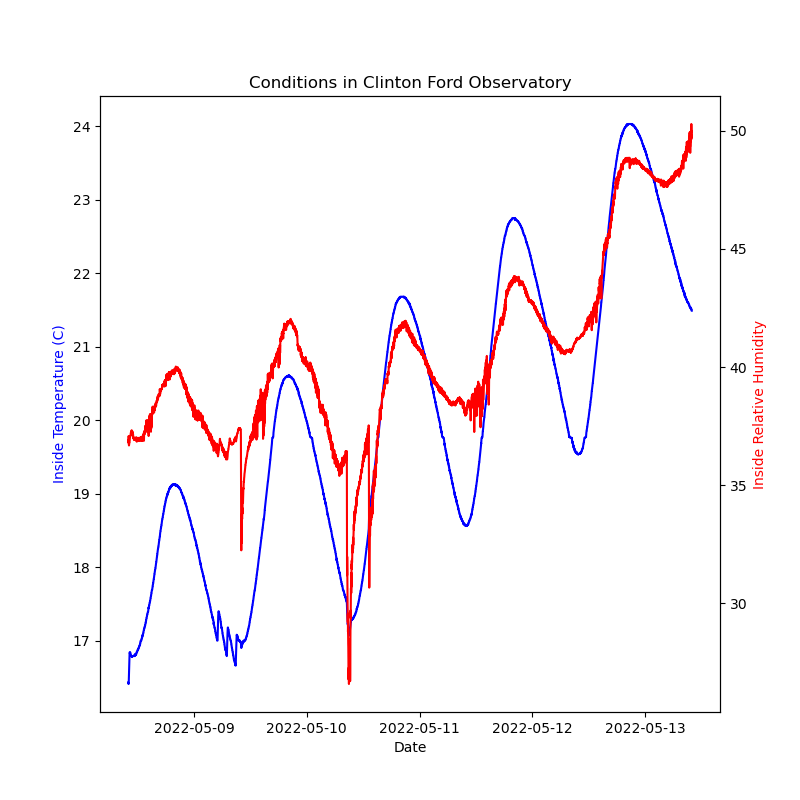 Conditions in Clinton Ford Observatory
24
23
22
21
20
19
18
17
Inside Temperature (C)
50
45
40
35
30
Inside Relative Humidity
2022-05-09 2022-05-10 2022-05-11 2022-05-12 2022-05-13
Date